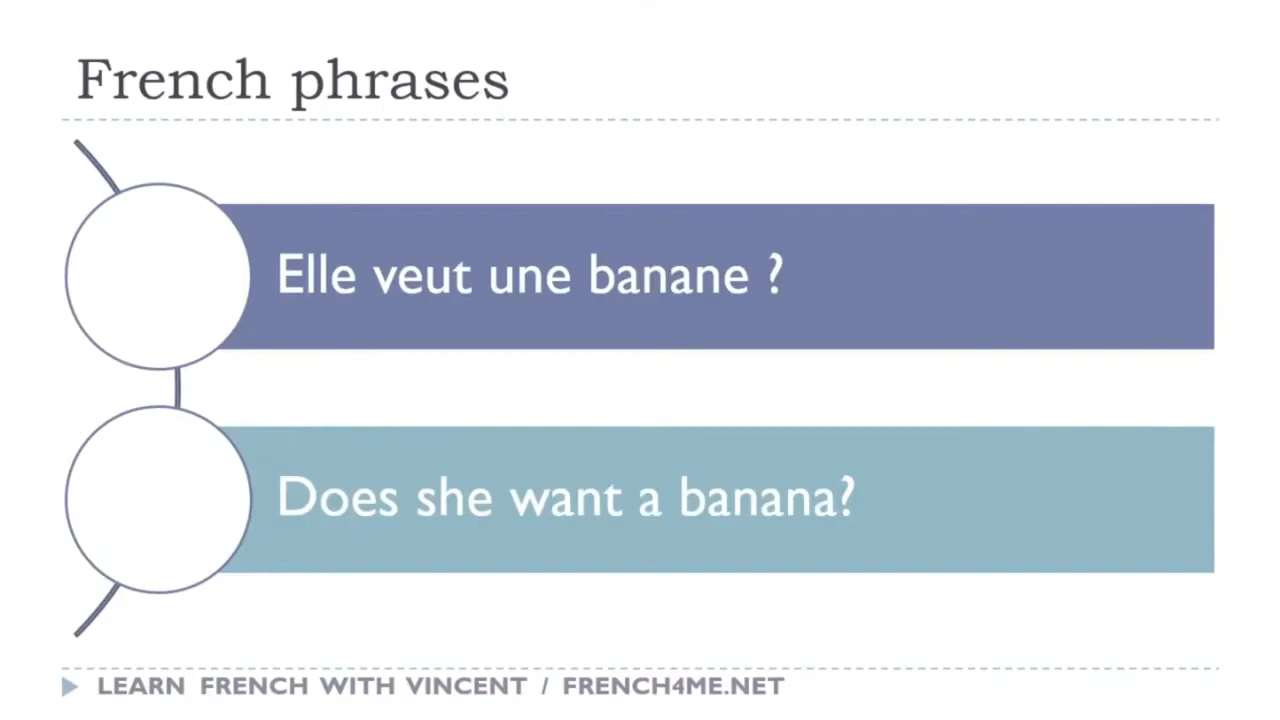 French phrases
Elle veut une banane ?
Does she want a banana?
LEARN FRENCH WITH VINCENT / FRENCH4ME.NET